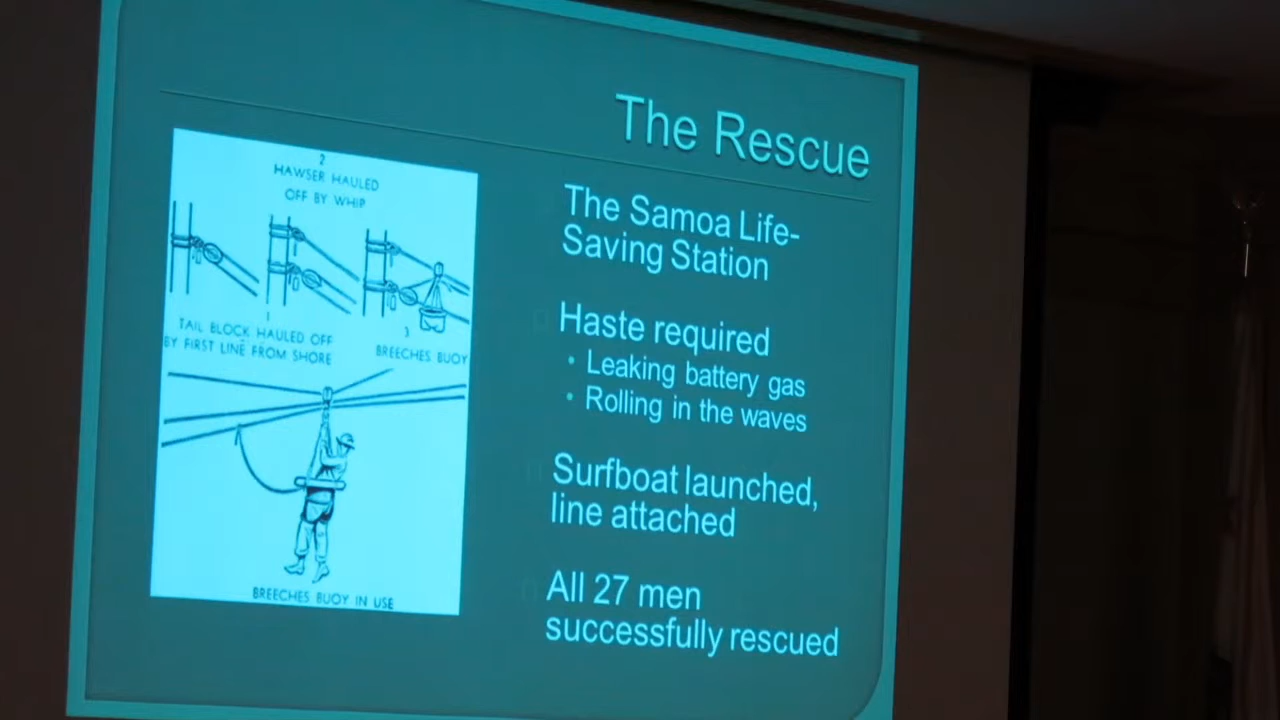 The Rescue
2
HAWSER HAULED
OFF BY WHIP
1
TAIL BLOCK HAULED OFF
BY FIRST LINE FROM SHORE
3
BREECHES BUOY
BREECHES BUOY IN USE
The Samoa Life-
Saving Station
Haste required
• Leaking battery gas
• Rolling in the waves
Surfboat launched,
line attached
All 27 men
successfully rescued